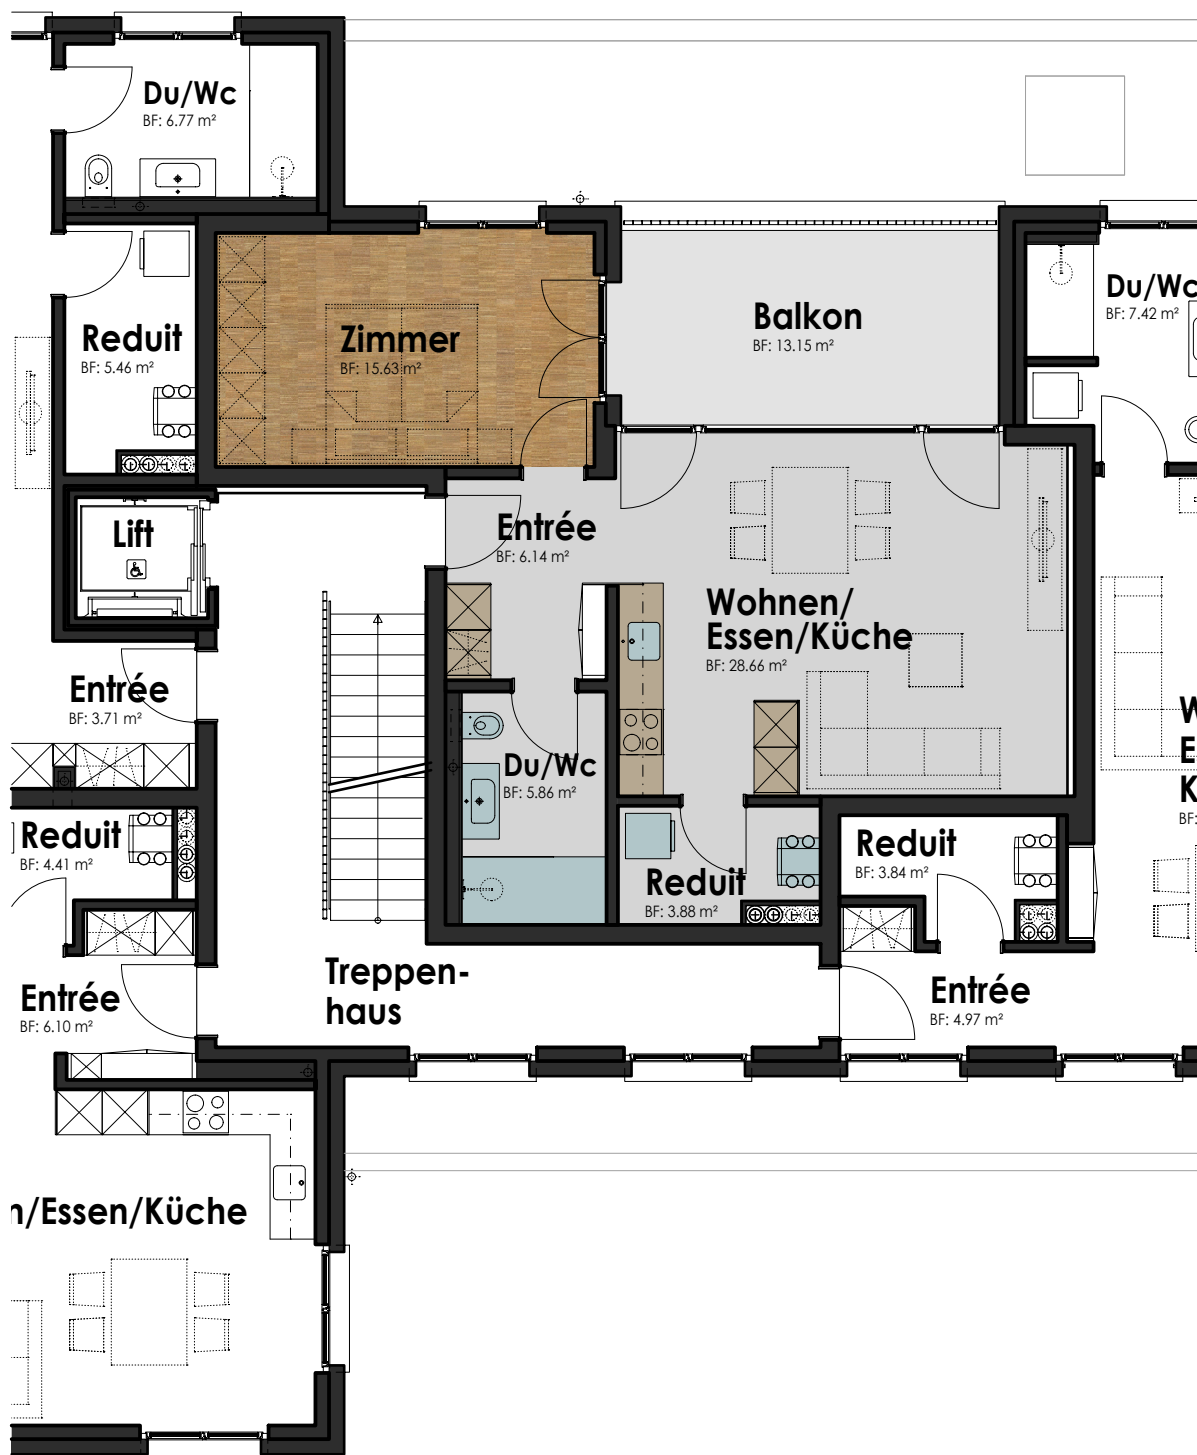 Du/Wc
BF: 6.77 m²
Reduit
BF: 5.46 m²
Zimmer
BF: 15.63 m²
Balkon
BF: 13.15 m²
Du/Wc
BF: 7.42 m²
Lift
Entrée
BF: 6.14 m²
Wohnen/
Essen/Küche
BF: 28.66 m²
Entrée
BF: 3.71 m²
W
E
K
BF:
Du/Wc
BF: 5.86 m²
Reduit
BF: 4.41 m²
Reduit
BF: 3.88 m²
Reduit
BF: 3.84 m²
Treppen-
haus
Entrée
BF: 6.10 m²
Entrée
BF: 4.97 m²
n/Essen/Küche